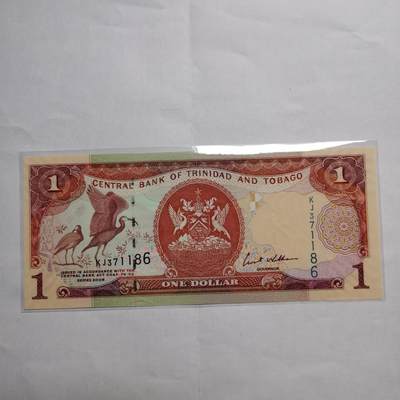 1 CENTRAL BANK OF TRINIDAD AND TOBAGO 1
KJ371186
KJ371186
ISSUED IN ACCORDANCE WITH THE
CENTRAL BANK ACT CHAP. 79:02
SERIES 2006
GOVERNOR
1 ONE DOLLAR 1